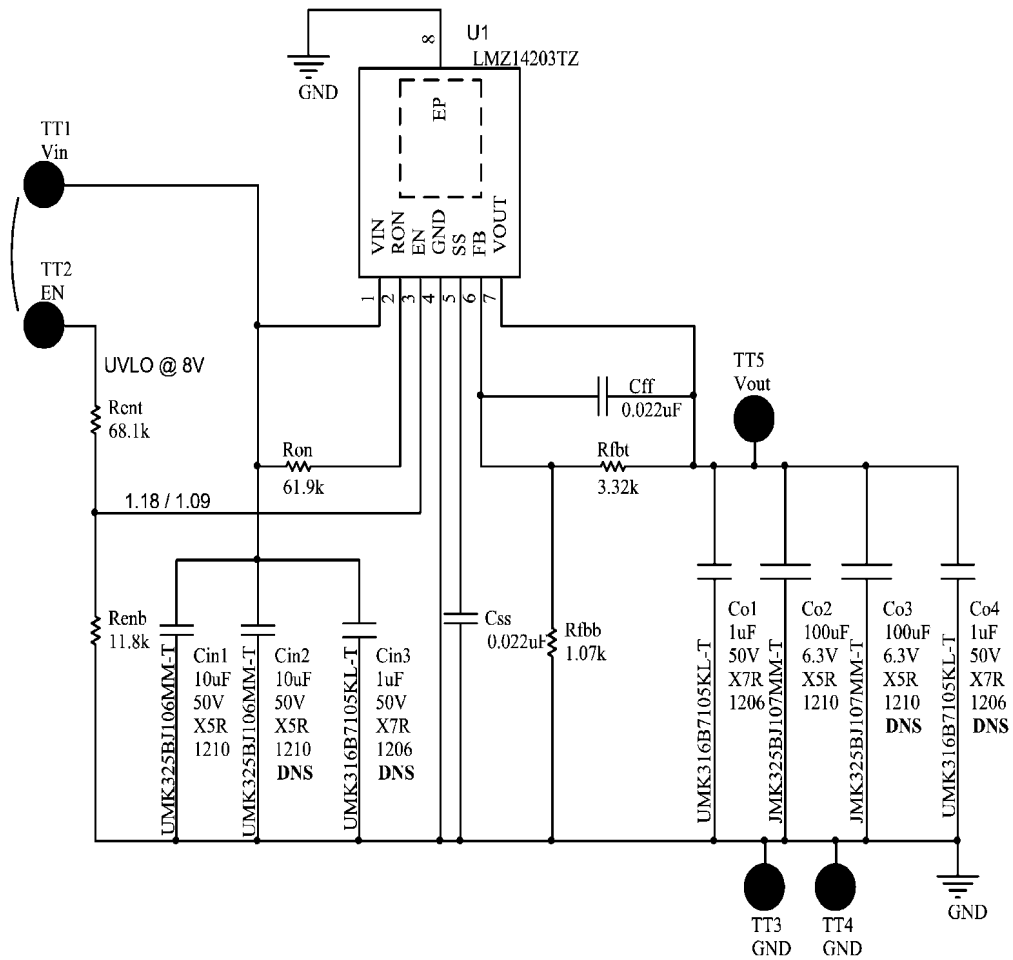 U1
LMZ14203TZ
8
GND
EP
TT1
Vin
VIN
RON
EN
GND
SS
FB
VOUT
TT2
EN
1
2
3
4
5
6
7
UVLO @ 8V
TT5
Vout
Cff
0.022uF
Rent
68.1k
Ron
61.9k
Rfbt
3.32k
1.18 / 1.09
Renb
11.8k
UMK325BJ106MM-T
Cin1
10uF
50V
X5R
1210
UMK325BJ106MM-T
Cin2
10uF
50V
X5R
1210
DNS
UMK316B7105KL-T
Cin3
1uF
50V
X7R
1206
DNS
Css
0.022uF
Rfbb
1.07k
UMK316B7105KL-T
Co1
1uF
50V
X7R
1206
JMK325BJ107MM-T
Co2
100uF
6.3V
X5R
1210
JMK325BJ107MM-T
Co3
100uF
6.3V
X5R
1210
DNS
UMK316B7105KL-T
Co4
1uF
50V
X7R
1206
DNS
TT3
GND
TT4
GND
GND